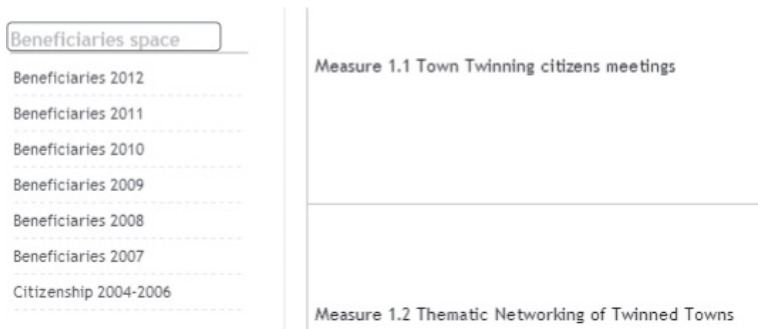 Beneficiaries space
Beneficiaries 2012
Beneficiaries 2011
Beneficiaries 2010
Beneficiaries 2009
Beneficiaries 2008
Beneficiaries 2007
Citizenship 2004-2006
Measure 1.1 Town Twinning citizens meetings
Measure 1.2 Thematic Networking of Twinned Towns